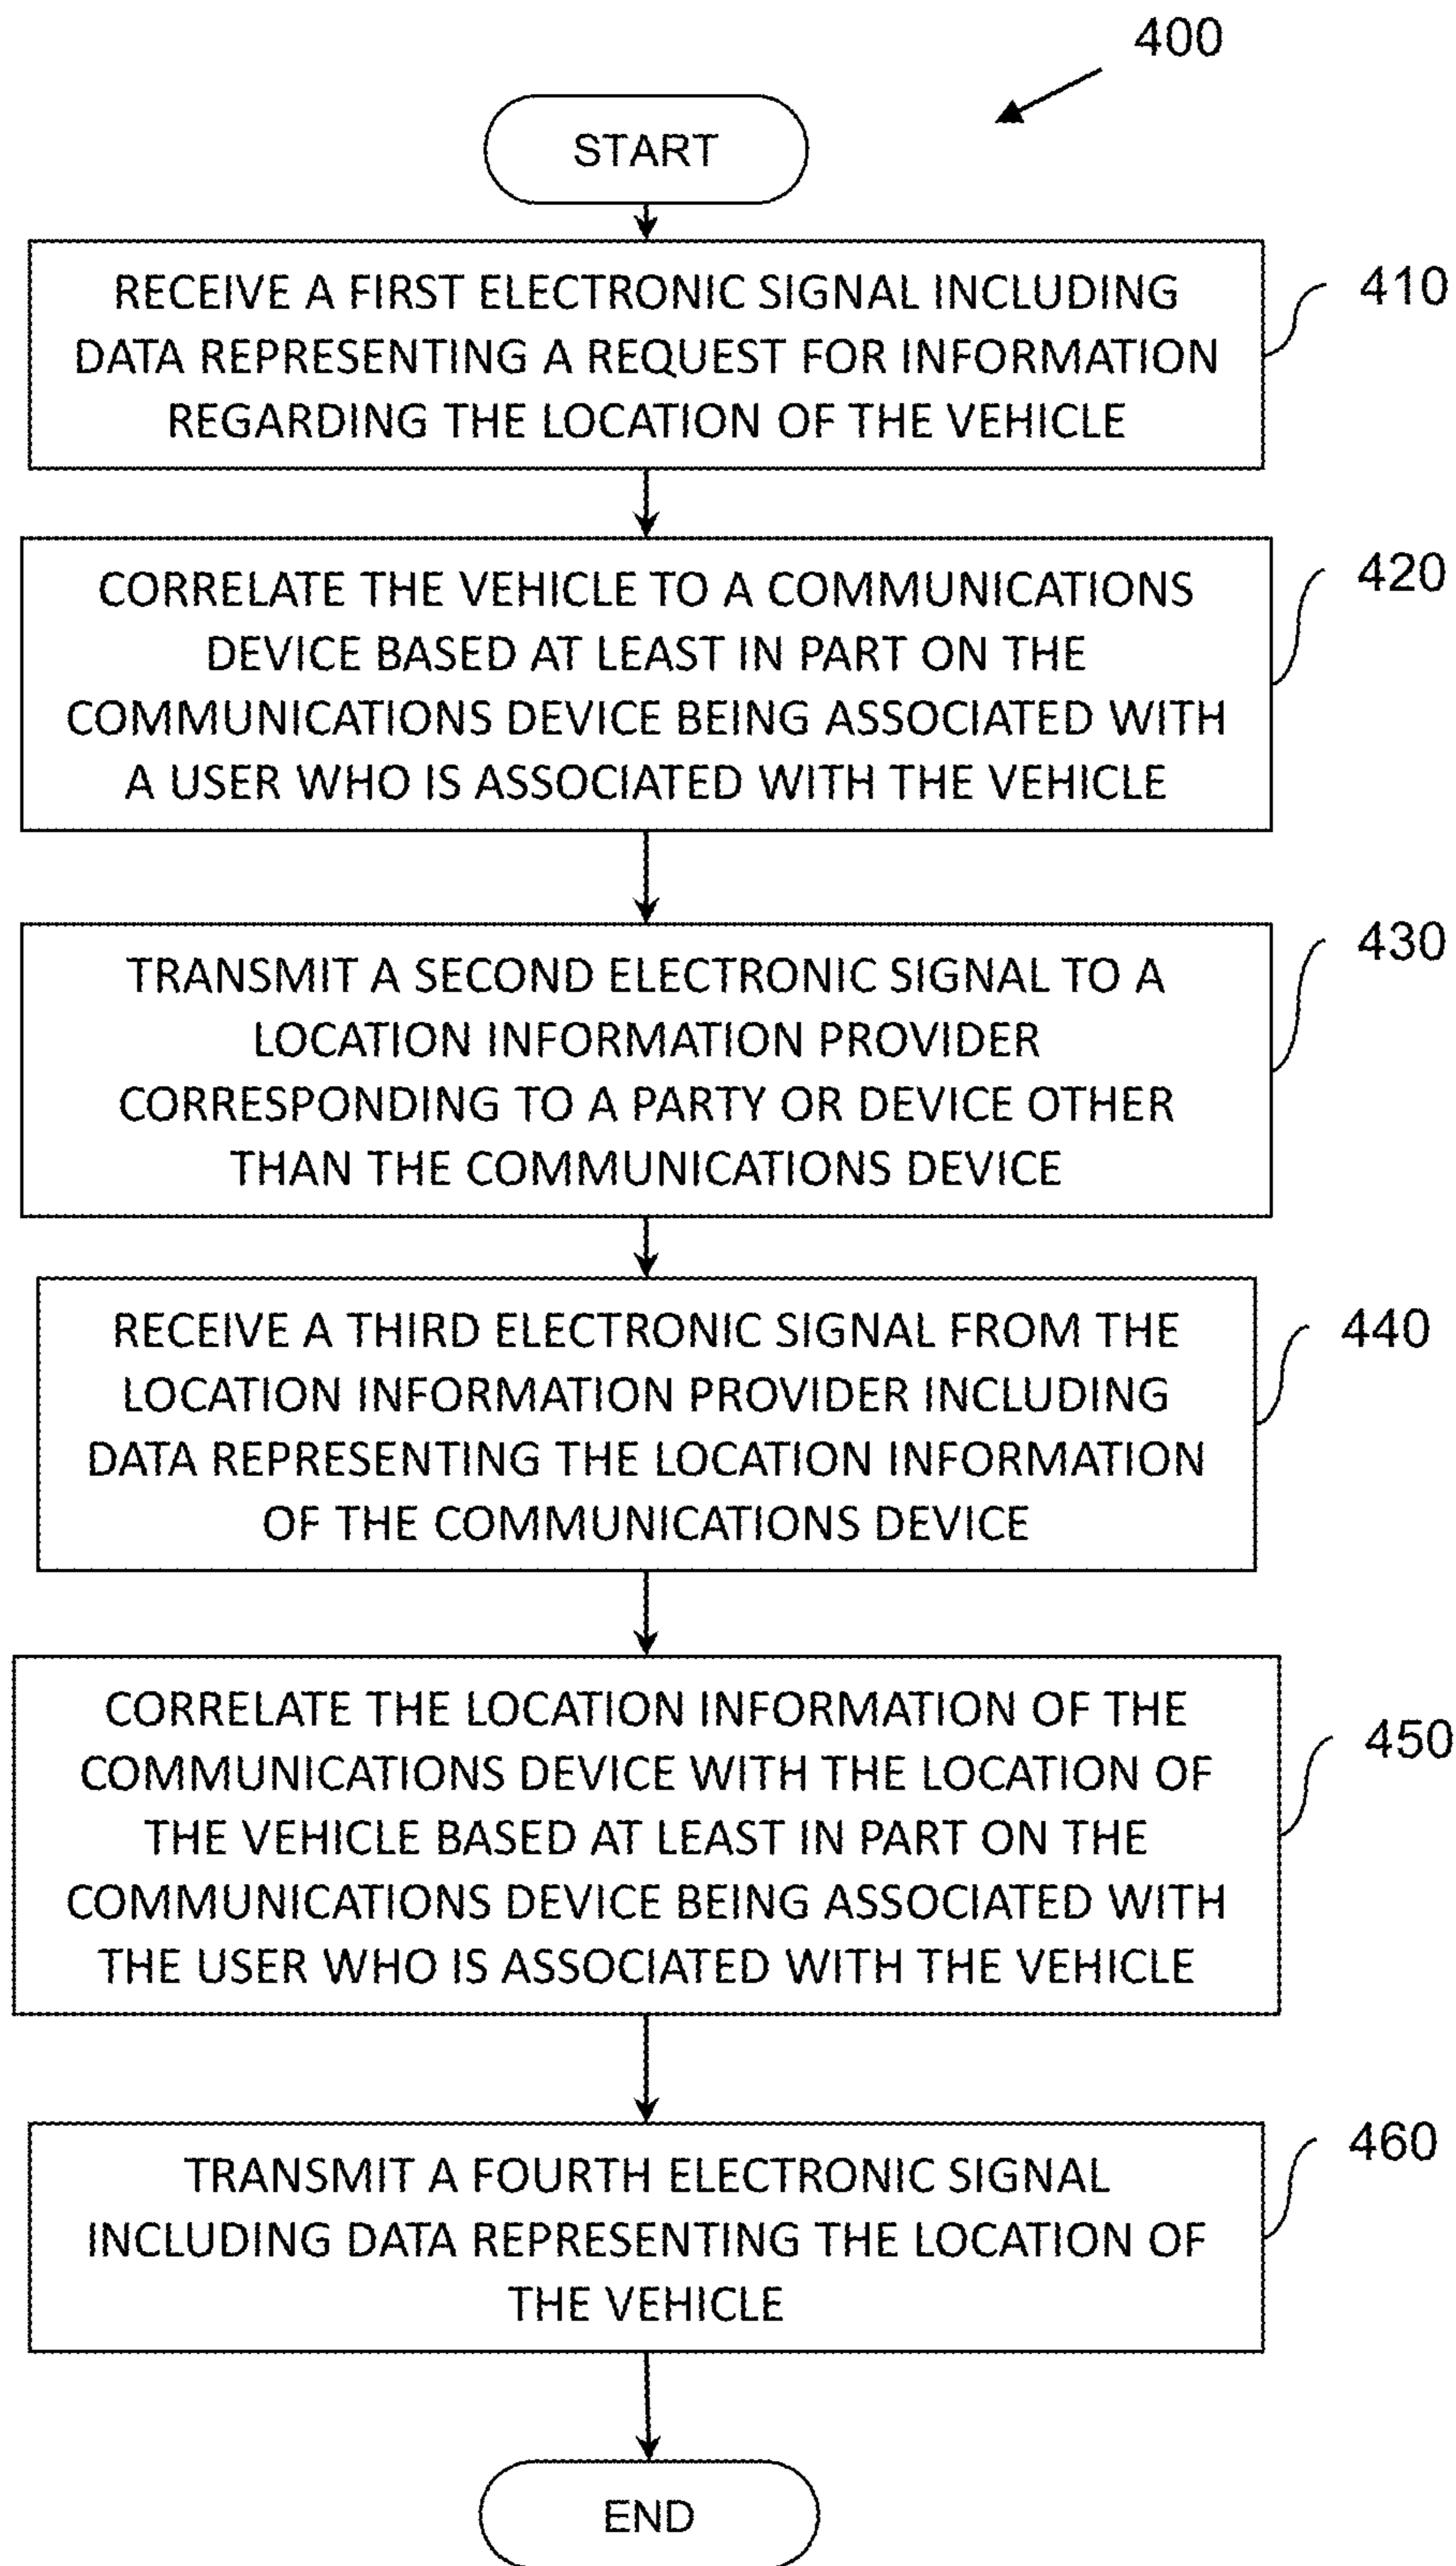 400
START
RECEIVE A FIRST ELECTRONIC SIGNAL INCLUDING
DATA REPRESENTING A REQUEST FOR INFORMATION
REGARDING THE LOCATION OF THE VEHICLE
410
CORRELATE THE VEHICLE TO A COMMUNICATIONS
DEVICE BASED AT LEAST IN PART ON THE
COMMUNICATIONS DEVICE BEING ASSOCIATED WITH
A USER WHO IS ASSOCIATED WITH THE VEHICLE
420
TRANSMIT A SECOND ELECTRONIC SIGNAL TO A
LOCATION INFORMATION PROVIDER
CORRESPONDING TO A PARTY OR DEVICE OTHER
THAN THE COMMUNICATIONS DEVICE
430
RECEIVE A THIRD ELECTRONIC SIGNAL FROM THE
LOCATION INFORMATION PROVIDER INCLUDING
DATA REPRESENTING THE LOCATION INFORMATION
OF THE COMMUNICATIONS DEVICE
440
CORRELATE THE LOCATION INFORMATION OF THE
COMMUNICATIONS DEVICE WITH THE LOCATION OF
THE VEHICLE BASED AT LEAST IN PART ON THE
COMMUNICATIONS DEVICE BEING ASSOCIATED WITH
THE USER WHO IS ASSOCIATED WITH THE VEHICLE
450
TRANSMIT A FOURTH ELECTRONIC SIGNAL
INCLUDING DATA REPRESENTING THE LOCATION OF
THE VEHICLE
460
END